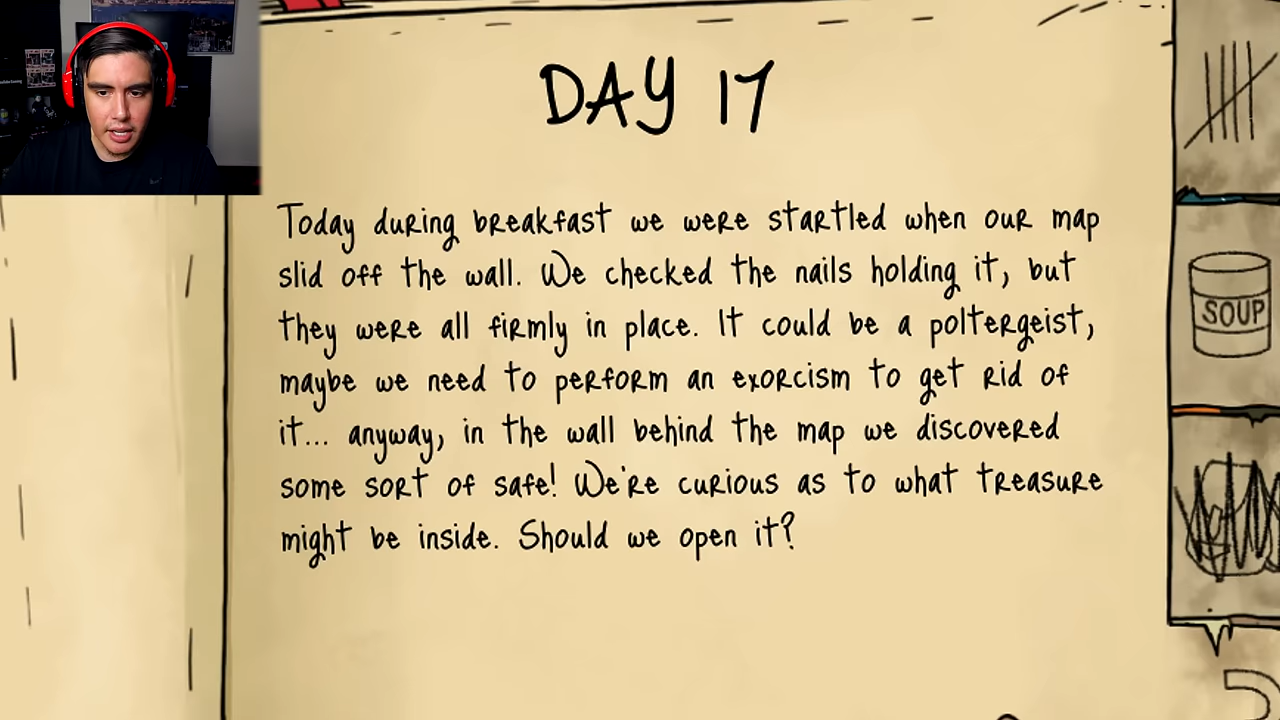 DAY 17
Today during breakfast we were startled when our map
slid off the wall. We checked the nails holding it, but
they were all firmly in place. It could be a poltergeist,
maybe we need to perform an exorcism to get rid of
it... anyway, in the wall behind the map we discovered
some sort of safe! We're curious as to what treasure
might be inside. Should we open it?
SOUP